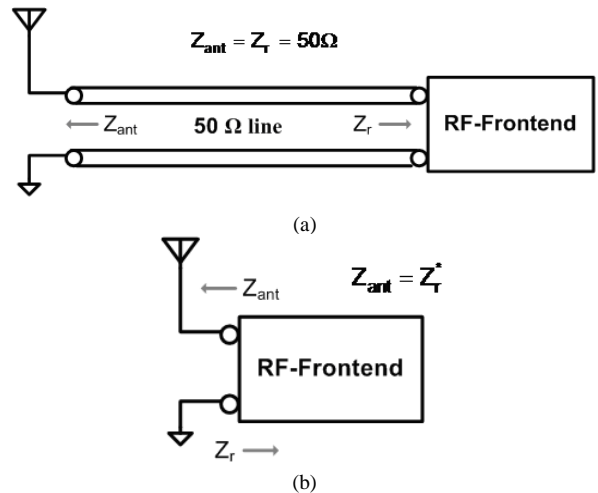 Zant = Zr = 50Ω
Zant 50 Ω line Zr RF-Frontend
(a)
Zant Zant = Zr*
RF-Frontend
Zr
(b)